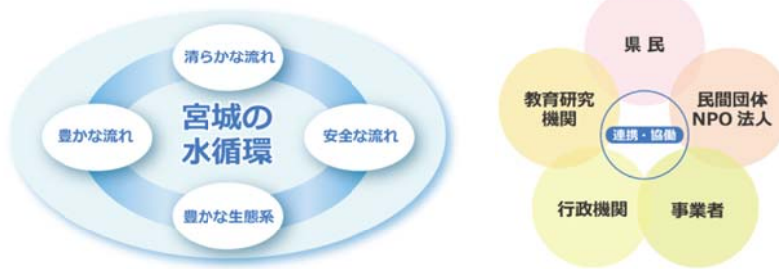 清らかな流れ
宮城の
水循環
豊かな流れ
安全な流れ
豊かな生態系
県 民
教育研究
機関
民間団体
NPO 法人
連携・協働
行政機関
事業者